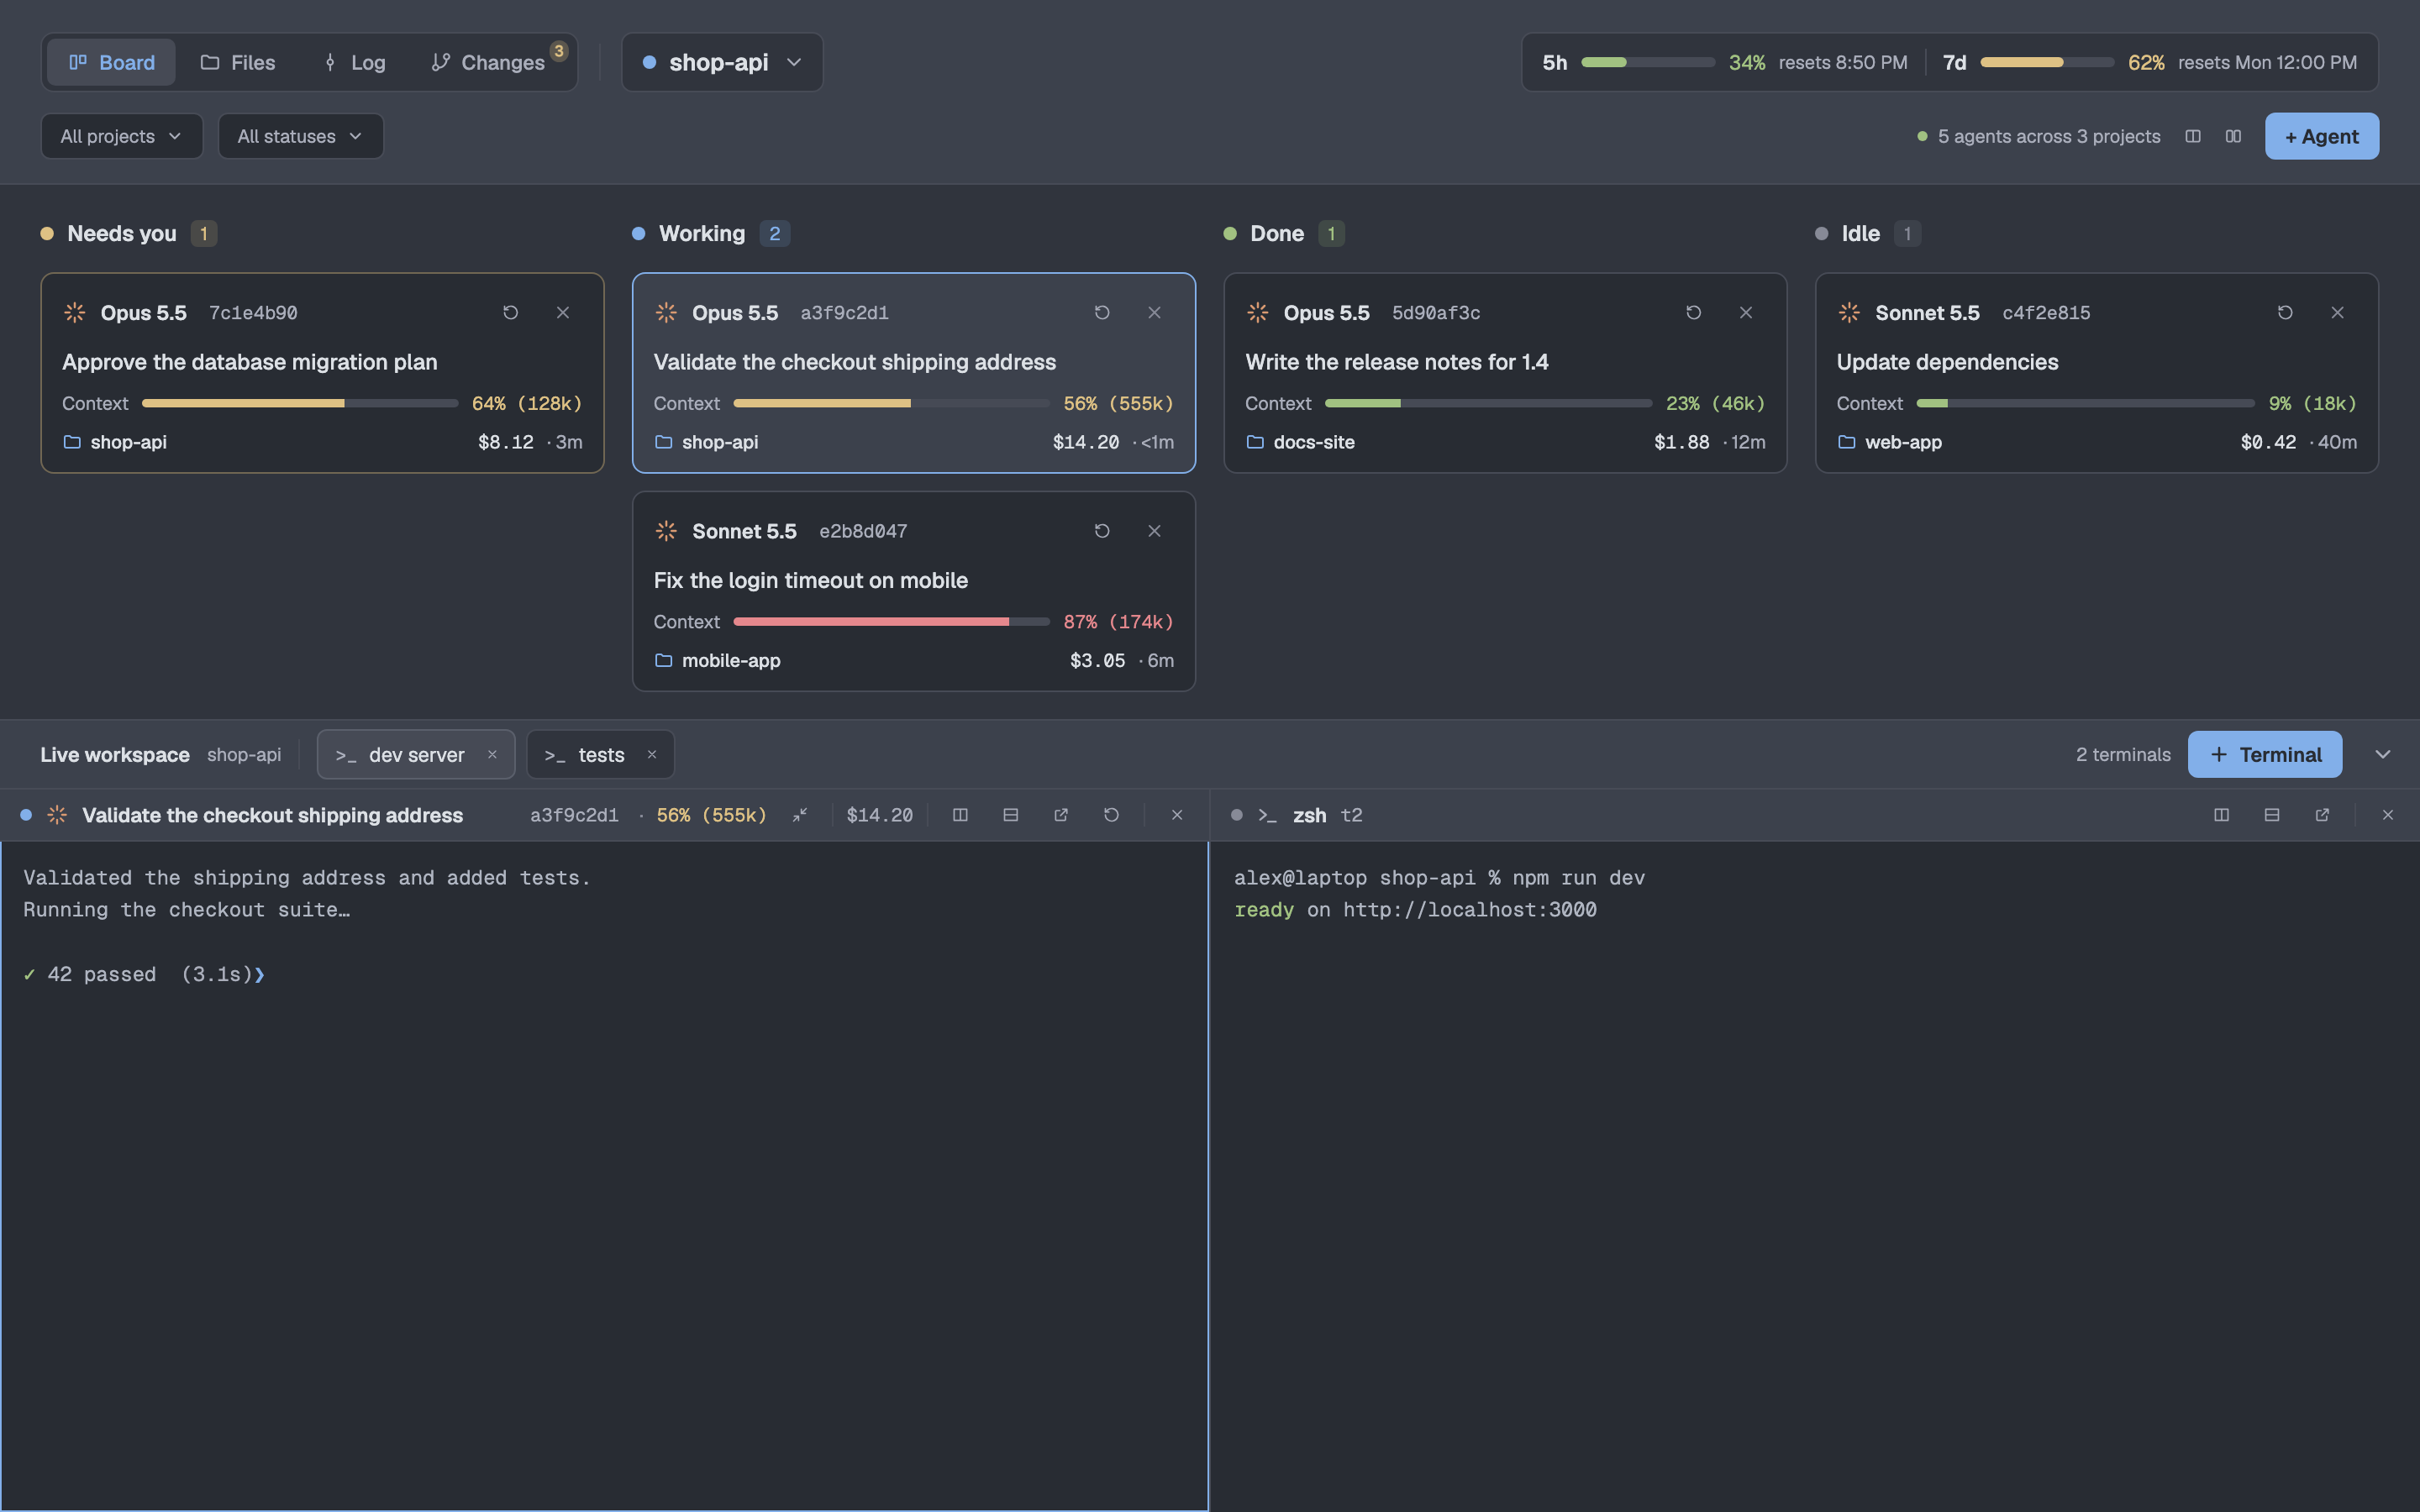 Board Files Log Changes 3 shop-api 5h 34% resets 8:50 PM 7d 62% resets Mon 12:00 PM
All projects All statuses 5 agents across 3 projects + Agent
Needs you 1
Opus 5.5 7c1e4b90
Approve the database migration plan
Context 64% (128k)
shop-api $8.12 · 3m
Working 2
Opus 5.5 a3f9c2d1
Validate the checkout shipping address
Context 56% (555k)
shop-api $14.20 · <1m
Sonnet 5.5 e2b8d047
Fix the login timeout on mobile
Context 87% (174k)
mobile-app $3.05 · 6m
Done 1
Opus 5.5 5d90af3c
Write the release notes for 1.4
Context 23% (46k)
docs-site $1.88 · 12m
Idle 1
Sonnet 5.5 c4f2e815
Update dependencies
Context 9% (18k)
web-app $0.42 · 40m
Live workspace shop-api >_ dev server × >_ tests × 2 terminals + Terminal
Validate the checkout shipping address a3f9c2d1 · 56% (555k) $14.20
Validated the shipping address and added tests.
Running the checkout suite…
✓ 42 passed (3.1s)❯
>_ zsh t2
alex@laptop shop-api % npm run dev
ready on http://localhost:3000